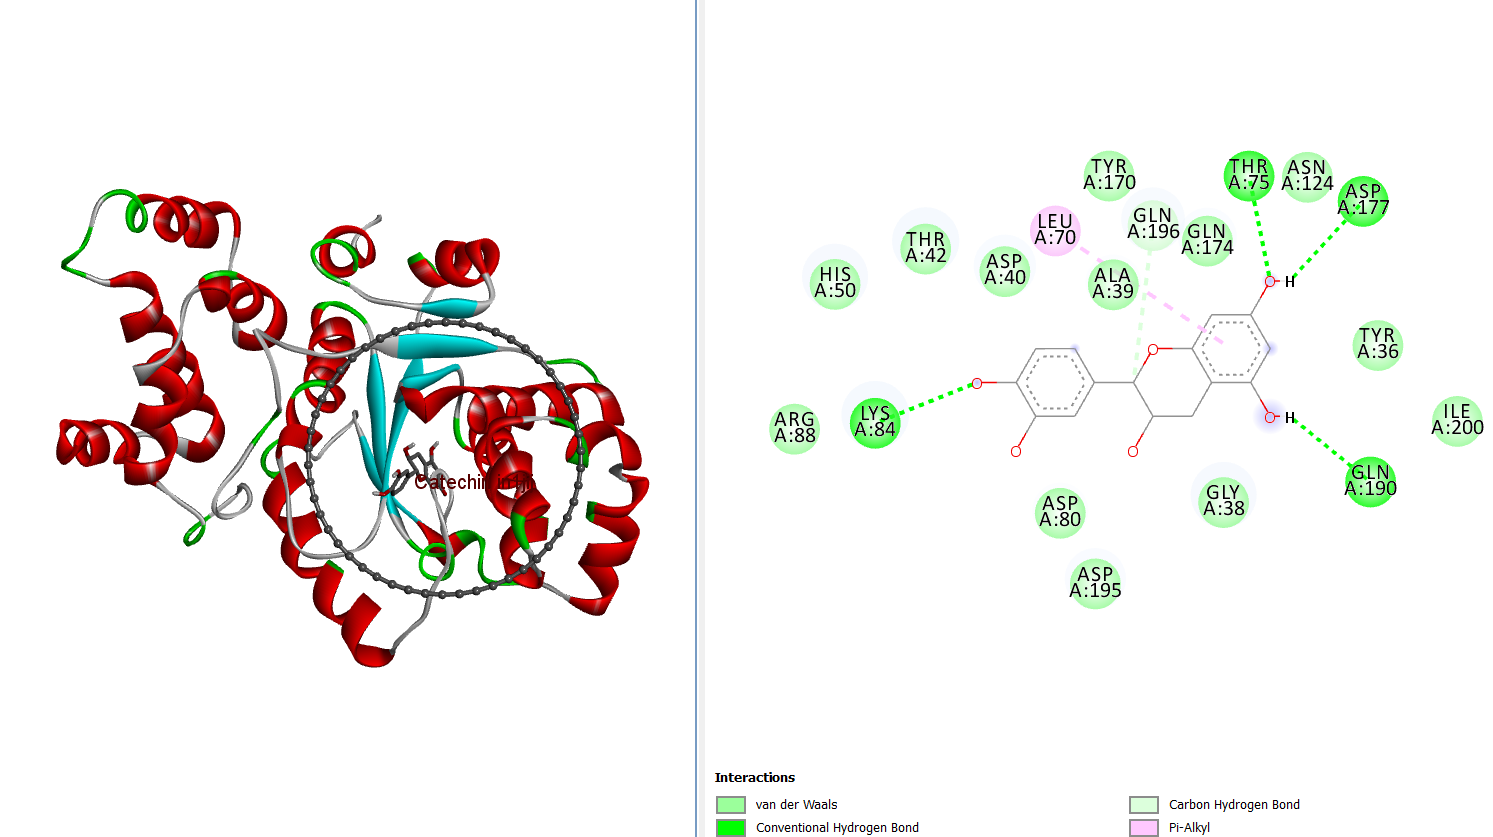 Catechin in lji
TYR
A:170
THR
A:75
ASN
A:124
ASP
A:177
LEU
A:70
GLN
A:196
GLN
A:174
THR
A:42
ASP
A:40
HIS
A:50
ALA
A:39
O
H
TYR
A:36
O
O
ARG
A:88
LYS
A:84
O
H
ILE
A:200
O
O
GLN
A:190
ASP
A:80
GLY
A:38
ASP
A:195
Interactions
van der Waals
Carbon Hydrogen Bond
Conventional Hydrogen Bond
Pi-Alkyl